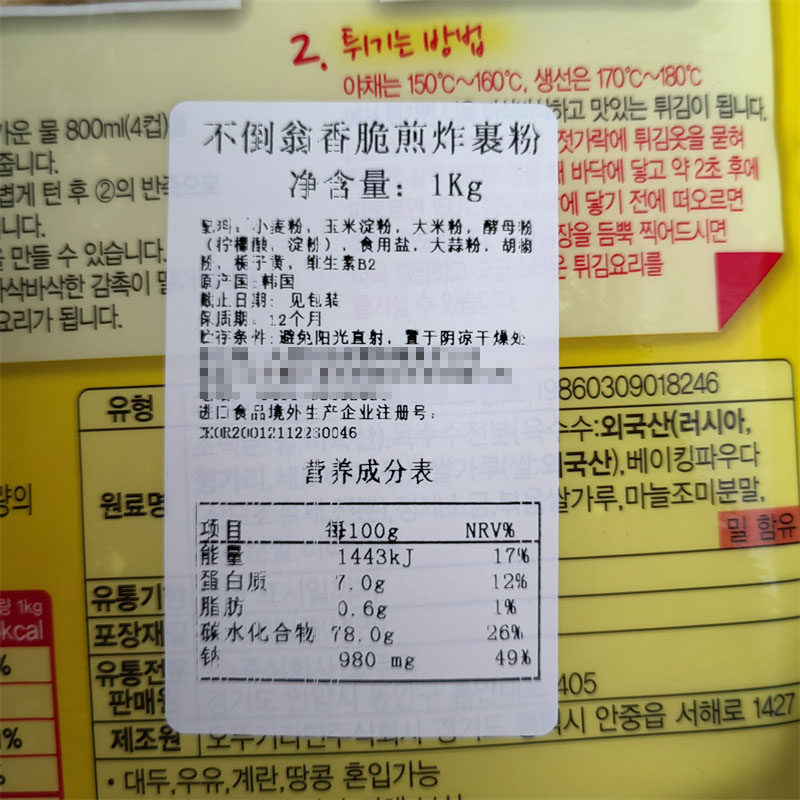 2. 튀기는 방법
야채는 150℃~160℃, 생선은 170℃~180℃
하고 맛있는 튀김이 됩니다.
젓가락에 튀김옷을 묻혀
바닥에 닿고 약 2초 후에
에 닿기 전에 떠오르면
장을 듬뿍 찍어드시면
튀김요리를
가운 물 800ml(4컵)
줍니다.
볍게 턴 후 ②의 반
니다.
만들 수 있습니다.
바삭바삭한 감촉이
요리가 됩니다.
不倒翁香脆煎炸裹粉
净含量：1Kg
配料：小麦粉，玉米淀粉，大米粉，酵母粉
（柠檬酸，淀粉），食用盐，大蒜粉，胡椒
粉，栀子黄，维生素B2
原产国：韩国
截止日期：见包装
保质期：12个月
贮存条件：避免阳光直射，置于阴凉干燥处
进口食品境外生产企业注册号：
CKOR20012112230046
营养成分表
项目 每100g NRV%
能量 1443kJ 17%
蛋白质 7.0g 12%
脂肪 0.6g 1%
碳水化合物 78.0g 26%
钠 980 mg 49%
유형
19860309018246
원료명
수:외국산(러시아,
외국산),베이킹파우다
쌀가루,마늘조미분말,
밀 함유
유통기
포장재
유통전
판매원
405
제조원
시 안중읍 서해로 1427
• 대두,우유,계란,땅콩 혼입가능
량의
량 1kg
kcal
%
%